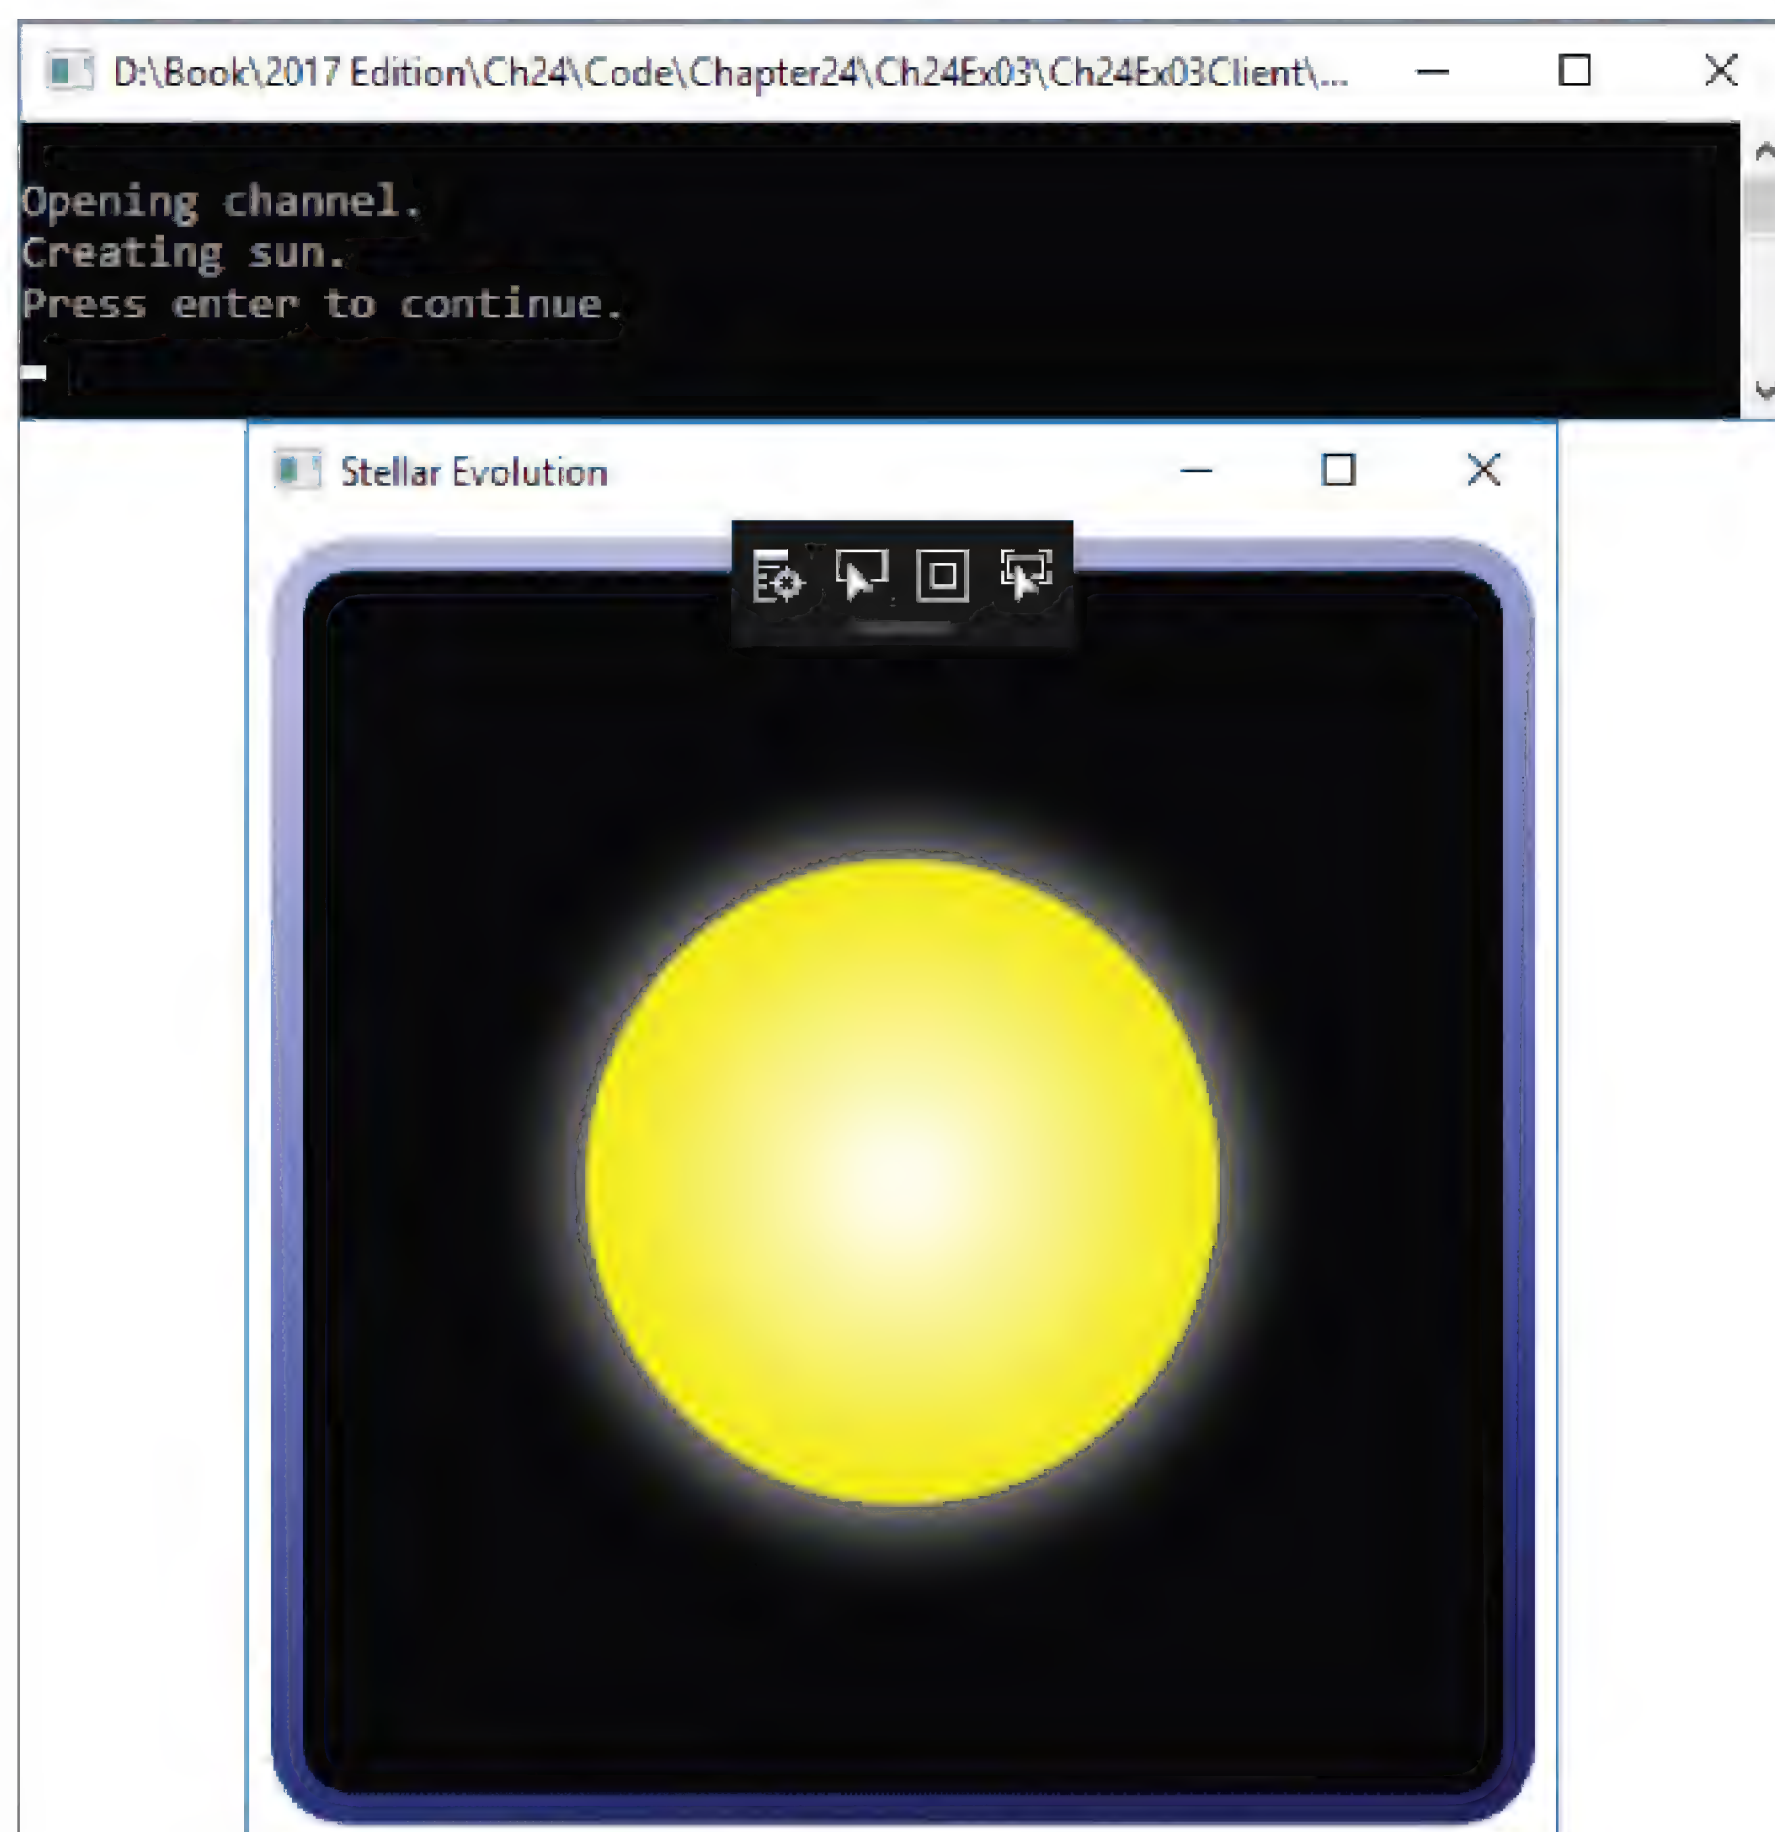 D:\Book\2017 Edition\Ch24\Code\Chapter24\Ch24Ex03\Ch24Ex03Client\...
Opening channel.
Creating sun.
Press enter to continue.
Stellar Evolution